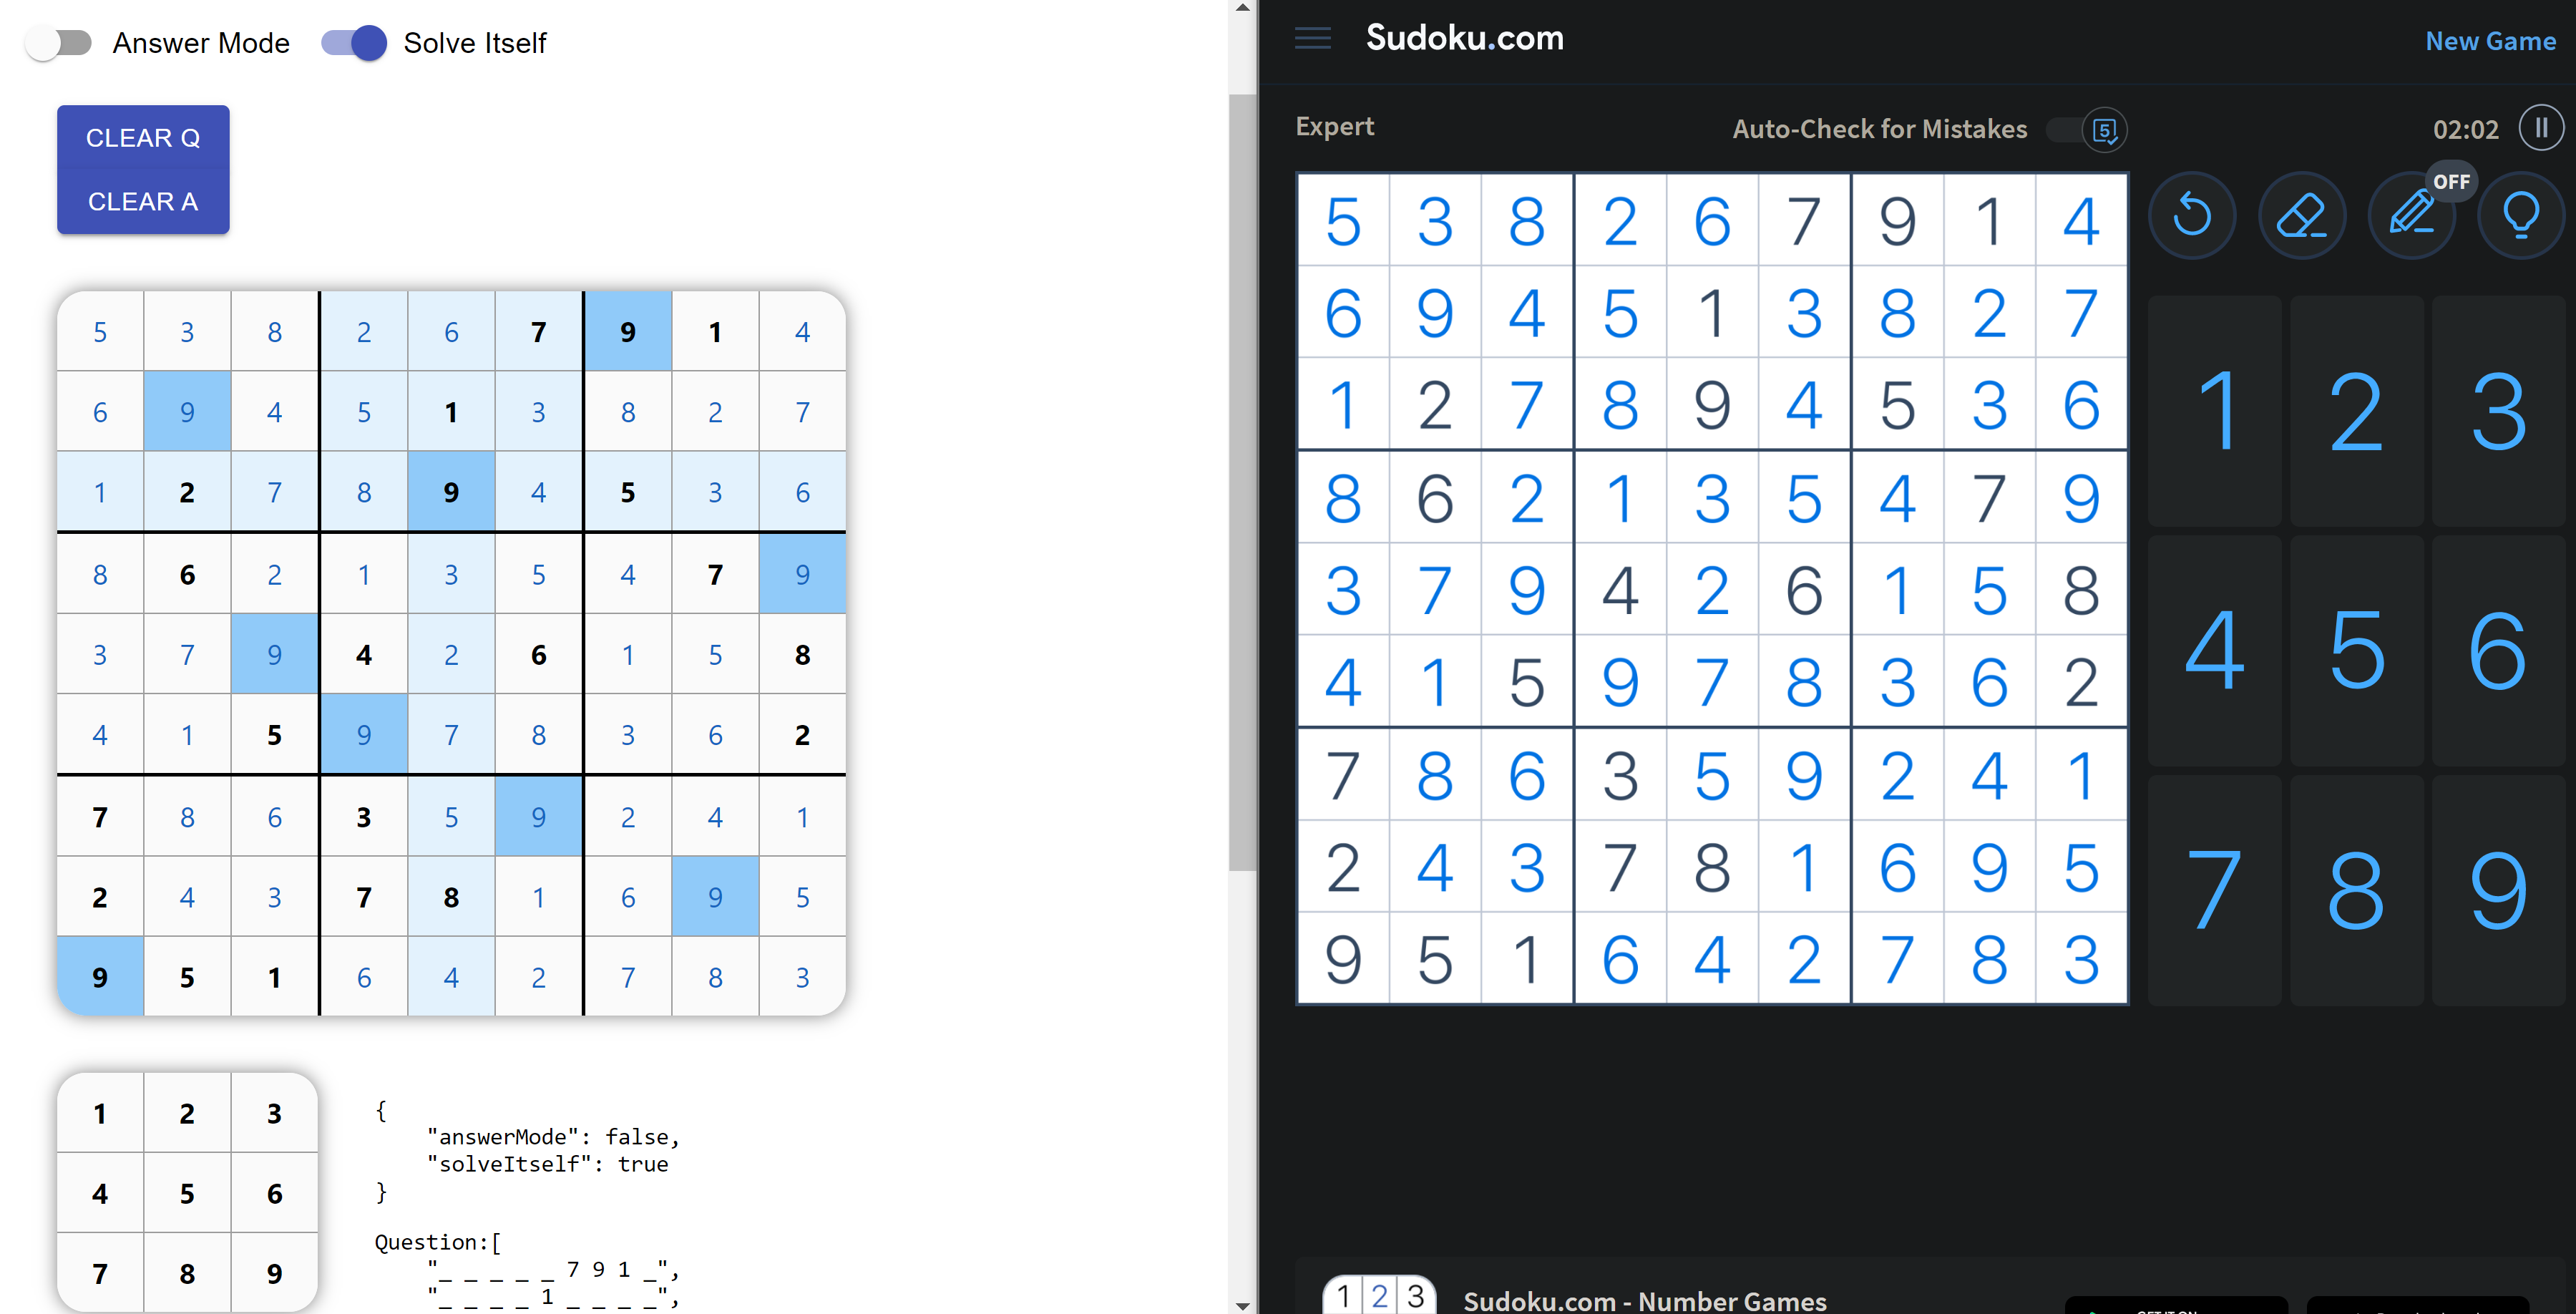 Answer Mode Solve Itself
CLEAR Q
CLEAR A
5 3 8 2 6 7 9 1 4
6 9 4 5 1 3 8 2 7
1 2 7 8 9 4 5 3 6
8 6 2 1 3 5 4 7 9
3 7 9 4 2 6 1 5 8
4 1 5 9 7 8 3 6 2
7 8 6 3 5 9 2 4 1
2 4 3 7 8 1 6 9 5
9 5 1 6 4 2 7 8 3
1 2 3
4 5 6
7 8 9
{
"answerMode": false,
"solveItself": true
}
Question:[
"_ _ _ _ _ 7 9 1 _",
"_ _ _ _ 1 _ _ _ _",
Sudoku.com
New Game
Expert
Auto-Check for Mistakes
5
02:02
OFF
5 3 8 2 6 7 9 1 4
6 9 4 5 1 3 8 2 7
1 2 7 8 9 4 5 3 6
8 6 2 1 3 5 4 7 9
3 7 9 4 2 6 1 5 8
4 1 5 9 7 8 3 6 2
7 8 6 3 5 9 2 4 1
2 4 3 7 8 1 6 9 5
9 5 1 6 4 2 7 8 3
1 2 3
4 5 6
7 8 9
1 2 3
Sudoku.com - Number Games